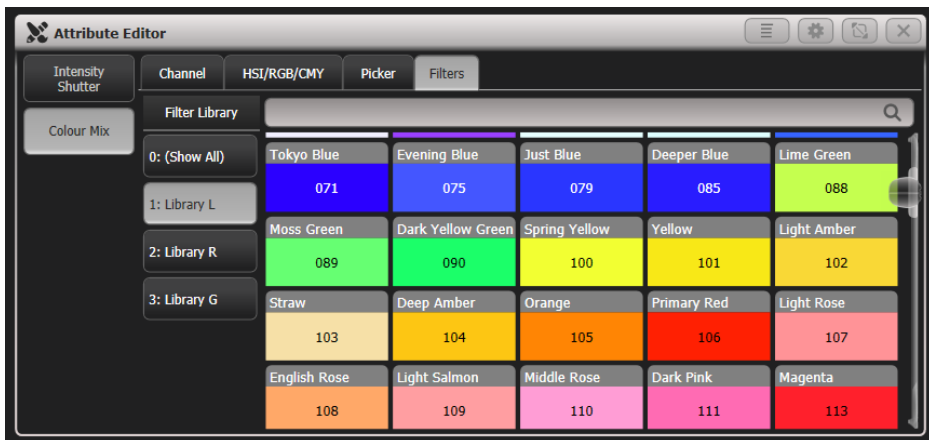 Attribute Editor
Intensity
Shutter
Colour Mix
Channel HSI/RGB/CMY Picker Filters
Filter Library
0: (Show All)
1: Library L
2: Library R
3: Library G
Tokyo Blue Evening Blue Just Blue Deeper Blue Lime Green
071 075 079 085 088
Moss Green Dark Yellow Green Spring Yellow Yellow Light Amber
089 090 100 101 102
Straw Deep Amber Orange Primary Red Light Rose
103 104 105 106 107
English Rose Light Salmon Middle Rose Dark Pink Magenta
108 109 110 111 113